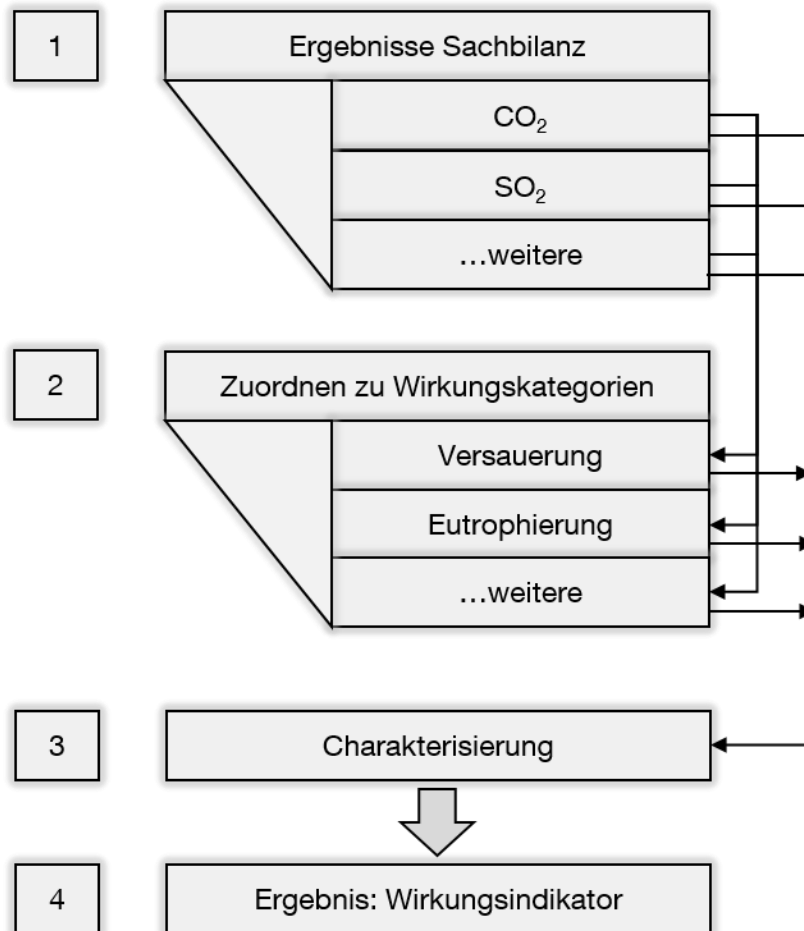 1
Ergebnisse Sachbilanz
CO₂
SO₂
...weitere
2
Zuordnen zu Wirkungskategorien
Versauerung
Eutrophierung
...weitere
3
Charakterisierung
4
Ergebnis: Wirkungsindikator